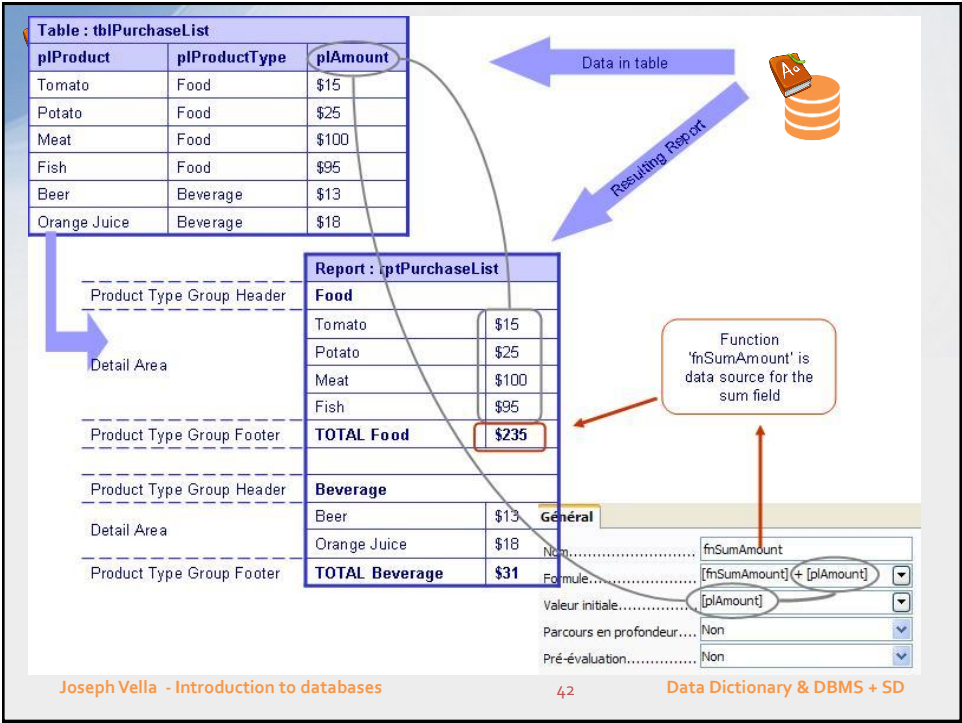 Table : tblPurchaseList
plProduct plProductType plAmount
Tomato Food $15
Potato Food $25
Meat Food $100
Fish Food $95
Beer Beverage $13
Orange Juice Beverage $18
Data in table
Aa
Resulting Report
Report : rptPurchaseList
Product Type Group Header Food
Tomato $15
Potato $25
Detail Area
Meat $100
Fish $95
Product Type Group Footer TOTAL Food $235
Product Type Group Header Beverage
Beer $13
Detail Area
Orange Juice $18
Product Type Group Footer TOTAL Beverage $31
Function
'fnSumAmount' is
data source for the
sum field
Général
Nom........................... fnSumAmount
Formule...................... [fnSumAmount] + [plAmount]
Valeur initiale................ [plAmount]
Parcours en profondeur.... Non
Pré-évaluation............... Non
Joseph Vella - Introduction to databases 42 Data Dictionary & DBMS + SD